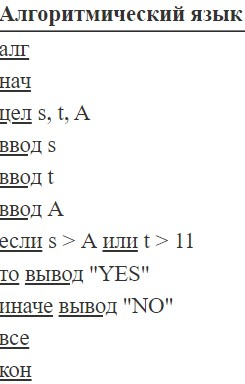 Алгоритмический язык
алг
нач
цел s, t, A
ввод s
ввод t
ввод A
если s > A или t > 11
то вывод "YES"
иначе вывод "NO"
все
кон